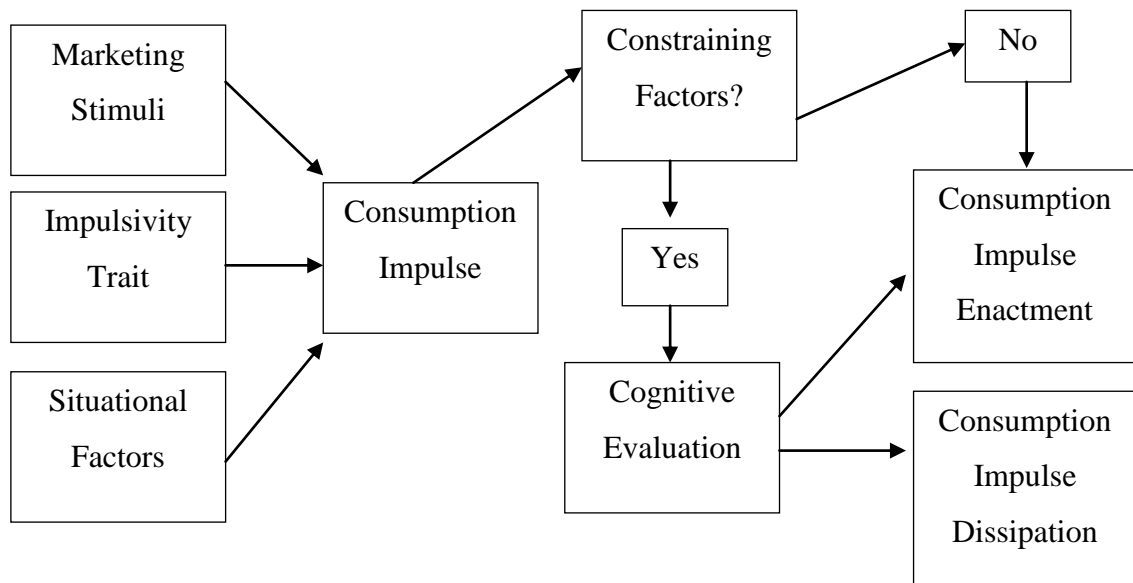 Marketing
Stimuli
Impulsivity
Trait
Situational
Factors
Consumption
Impulse
Constraining
Factors?
Yes
Cognitive
Evaluation
No
Consumption
Impulse
Enactment
Consumption
Impulse
Dissipation